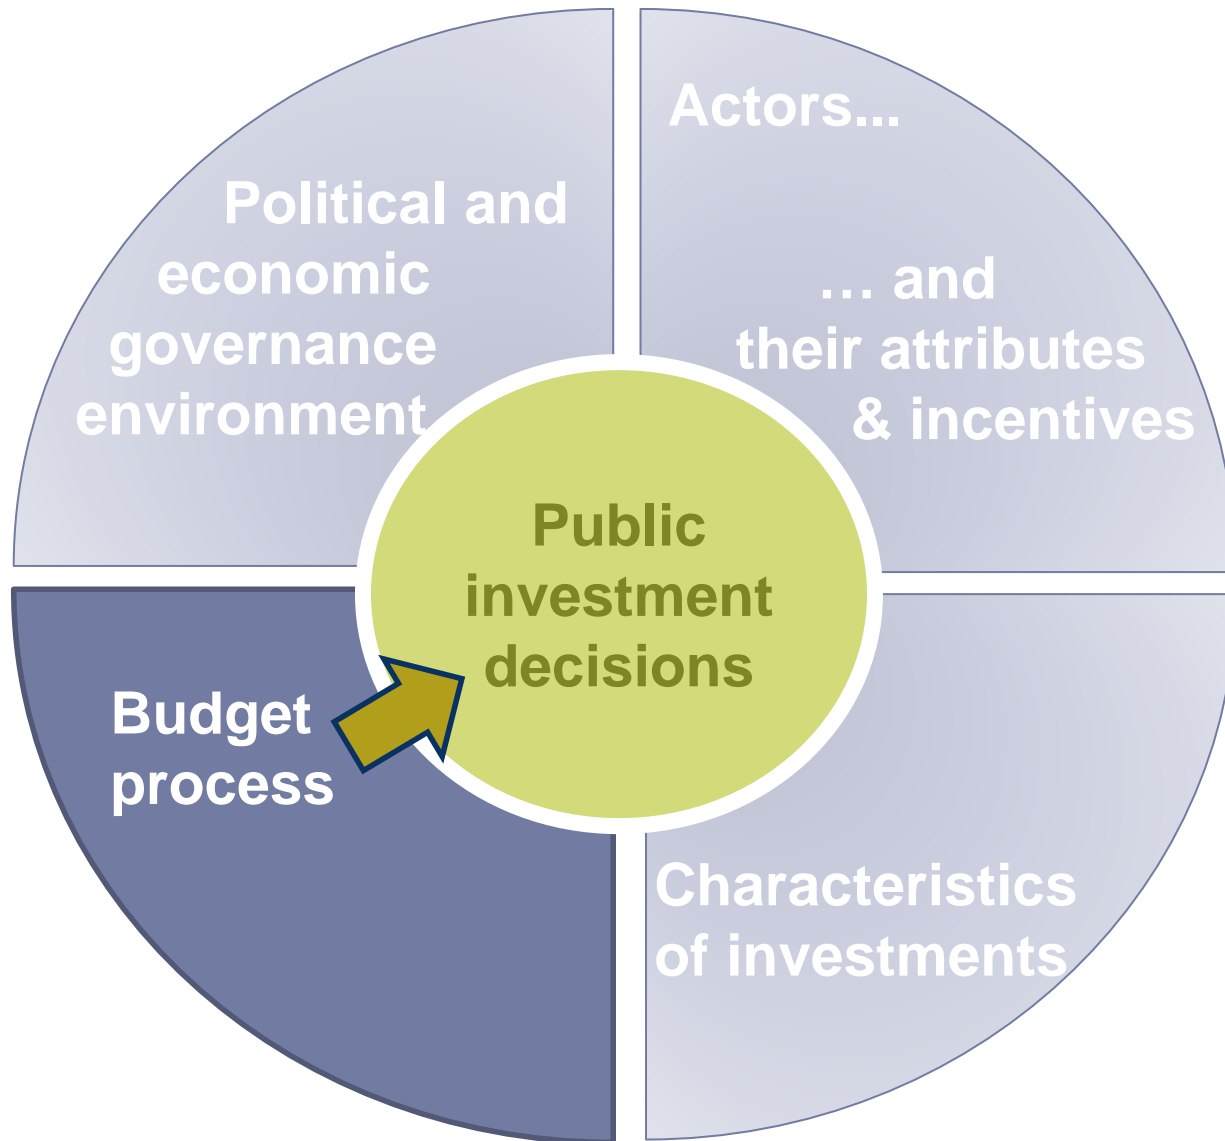 Political and
economic
governance
environment
Actors...
… and
their attributes
& incentives
Public
investment
decisions
Budget
process
Characteristics
of investments